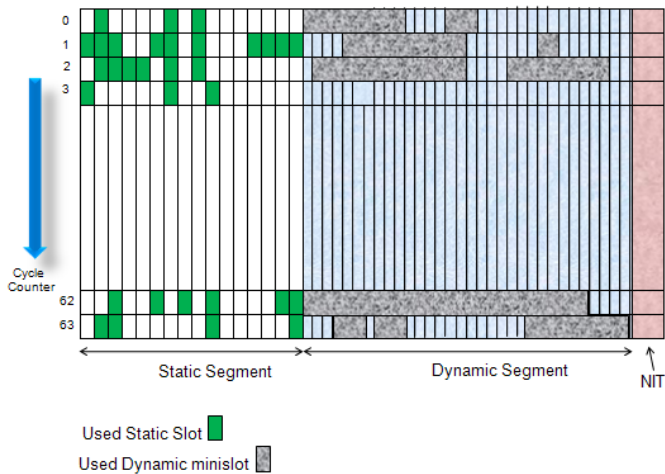 0
1
2
3
Cycle
Counter
62
63
Static Segment
Dynamic Segment
NIT
Used Static Slot
Used Dynamic minislot